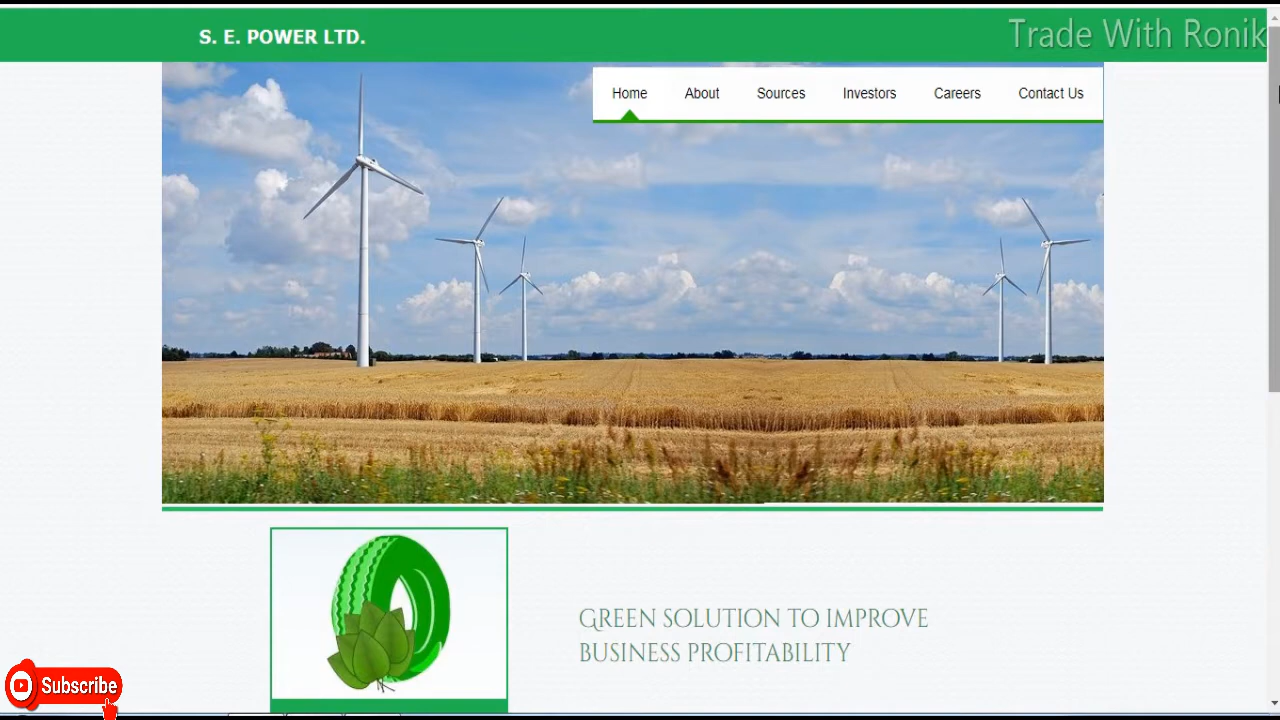 S. E. POWER LTD.
Trade With Ronik
Home About Sources Investors Careers Contact Us
GREEN SOLUTION TO IMPROVE
BUSINESS PROFITABILITY
Subscribe